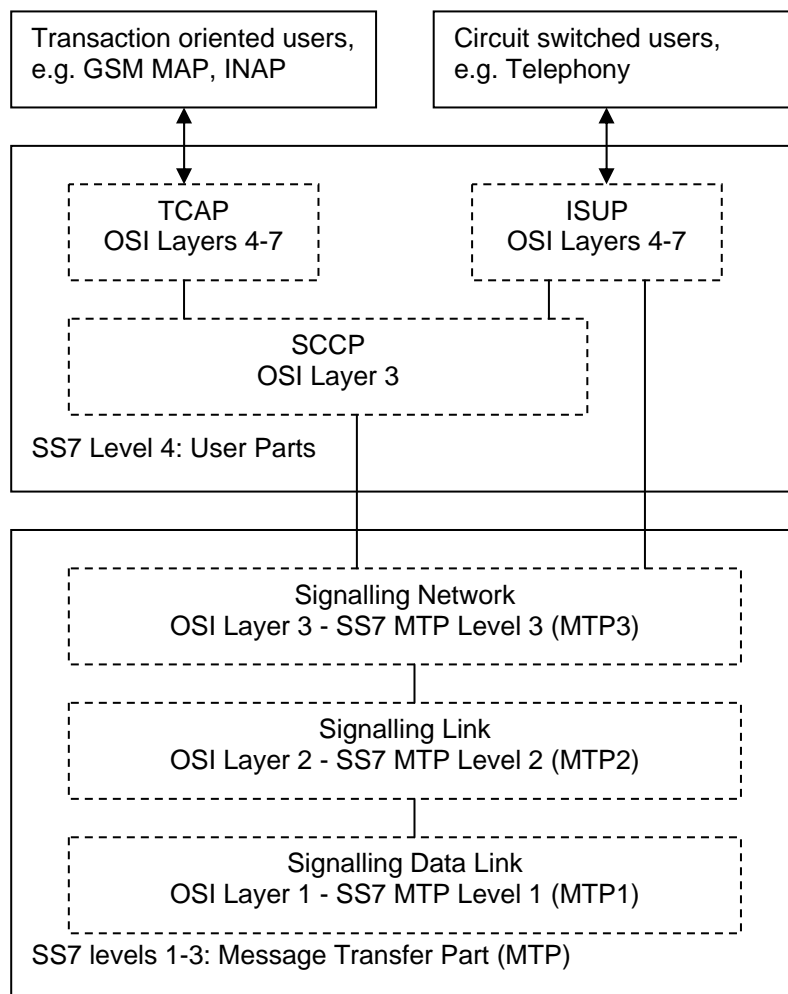 Transaction oriented users,
e.g. GSM MAP, INAP
Circuit switched users,
e.g. Telephony
TCAP
OSI Layers 4-7
ISUP
OSI Layers 4-7
SCCP
OSI Layer 3
SS7 Level 4: User Parts
Signalling Network
OSI Layer 3 - SS7 MTP Level 3 (MTP3)
Signalling Link
OSI Layer 2 - SS7 MTP Level 2 (MTP2)
Signalling Data Link
OSI Layer 1 - SS7 MTP Level 1 (MTP1)
SS7 levels 1-3: Message Transfer Part (MTP)